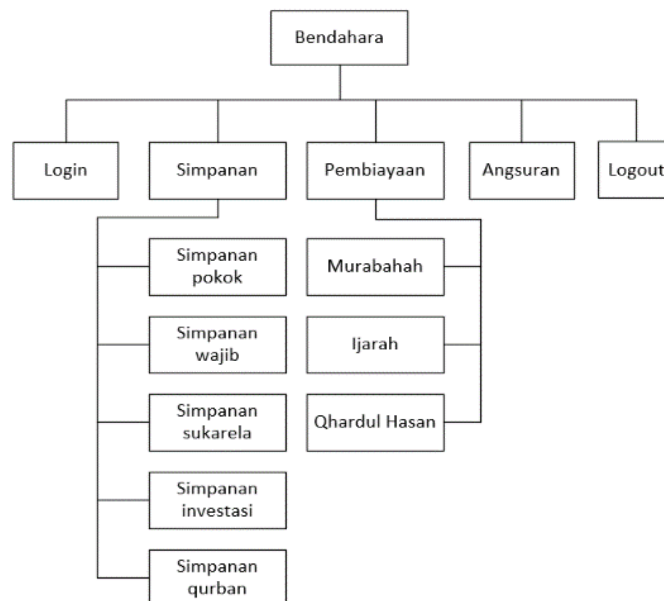 Bendahara
Login
Simpanan
Pembiayaan
Angsuran
Logout
Simpanan
pokok
Simpanan
wajib
Simpanan
sukarela
Simpanan
investasi
Simpanan
qurban
Murabahah
Ijarah
Qhardul Hasan